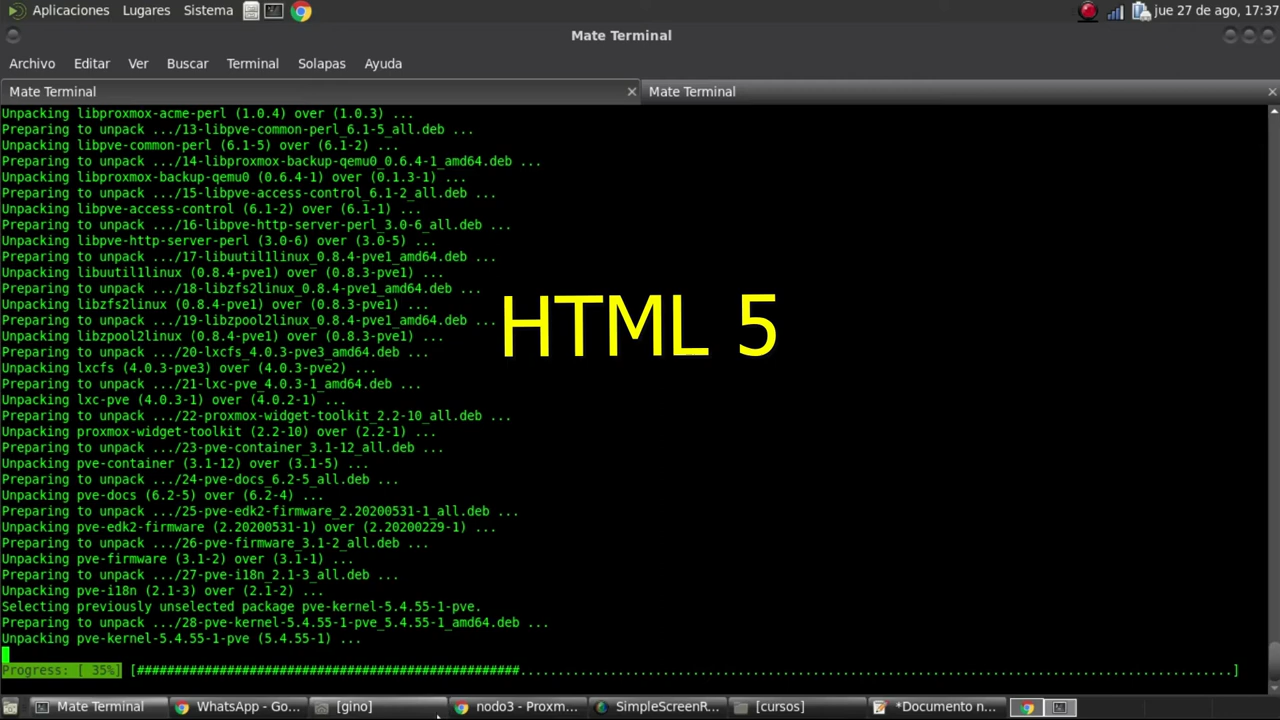 Aplicaciones Lugares Sistema jue 27 de ago, 17:37
Mate Terminal
Archivo Editar Ver Buscar Terminal Solapas Ayuda
Mate Terminal Mate Terminal
Unpacking libproxmox-acme-perl (1.0.4) over (1.0.3) ...
Preparing to unpack .../13-libpve-common-perl_6.1-5_all.deb ...
Unpacking libpve-common-perl (6.1-5) over (6.1-2) ...
Preparing to unpack .../14-libproxmox-backup-qemu0_0.6.4-1_amd64.deb ...
Unpacking libproxmox-backup-qemu0 (0.6.4-1) over (0.1.3-1) ...
Preparing to unpack .../15-libpve-access-control_6.1-2_all.deb ...
Unpacking libpve-access-control (6.1-2) over (6.1-1) ...
Preparing to unpack .../16-libpve-http-server-perl_3.0-6_all.deb ...
Unpacking libpve-http-server-perl (3.0-6) over (3.0-5) ...
Preparing to unpack .../17-libuutil1linux_0.8.4-pve1_amd64.deb ...
Unpacking libuutil1linux (0.8.4-pve1) over (0.8.3-pve1) ...
Preparing to unpack .../18-libzfs2linux_0.8.4-pve1_amd64.deb ...
Unpacking libzfs2linux (0.8.4-pve1) over (0.8.3-pve1) ...
Preparing to unpack .../19-libzpool2linux_0.8.4-pve1_amd64.deb ...
HTML 5
Unpacking libzpool2linux (0.8.4-pve1) over (0.8.3-pve1) ...
Preparing to unpack .../20-lxcfs_4.0.3-pve3_amd64.deb ...
Unpacking lxcfs (4.0.3-pve3) over (4.0.3-pve2) ...
Preparing to unpack .../21-lxc-pve_4.0.3-1_amd64.deb ...
Unpacking lxc-pve (4.0.3-1) over (4.0.2-1) ...
Preparing to unpack .../22-proxmox-widget-toolkit_2.2-10_all.deb ...
Unpacking proxmox-widget-toolkit (2.2-10) over (2.2-1) ...
Preparing to unpack .../23-pve-container_3.1-12_all.deb ...
Unpacking pve-container (3.1-12) over (3.1-5) ...
Preparing to unpack .../24-pve-docs_6.2-5_all.deb ...
Unpacking pve-docs (6.2-5) over (6.2-4) ...
Preparing to unpack .../25-pve-edk2-firmware_2.20200531-1_all.deb ...
Unpacking pve-edk2-firmware (2.20200531-1) over (2.20200229-1) ...
Preparing to unpack .../26-pve-firmware_3.1-2_all.deb ...
Unpacking pve-firmware (3.1-2) over (3.1-1) ...
Preparing to unpack .../27-pve-i18n_2.1-3_all.deb ...
Unpacking pve-i18n (2.1-3) over (2.1-2) ...
Selecting previously unselected package pve-kernel-5.4.55-1-pve.
Preparing to unpack .../28-pve-kernel-5.4.55-1-pve_5.4.55-1_amd64.deb ...
Unpacking pve-kernel-5.4.55-1-pve (5.4.55-1) ...
Progress: [ 35%] [###################################################...............................................................................................]
Mate Terminal WhatsApp - Go... [gino] nodo3 - Proxm... SimpleScreenR... [cursos] *Documento n...